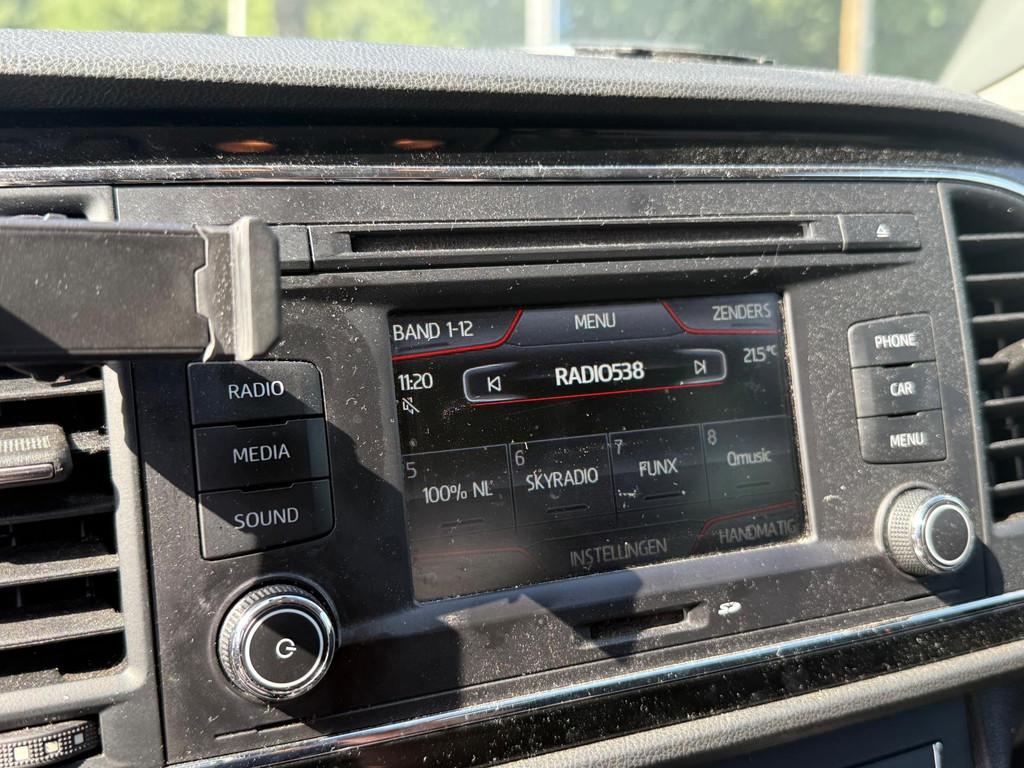 BAND 1-12
MENU
ZENDERS
11:20
RADIO538
21.5°C
5
100% NL
6
SKYRADIO
7
FUNX
8
Qmusic
INSTELLINGEN
HANDMATIG
RADIO
MEDIA
SOUND
PHONE
CAR
MENU
SD